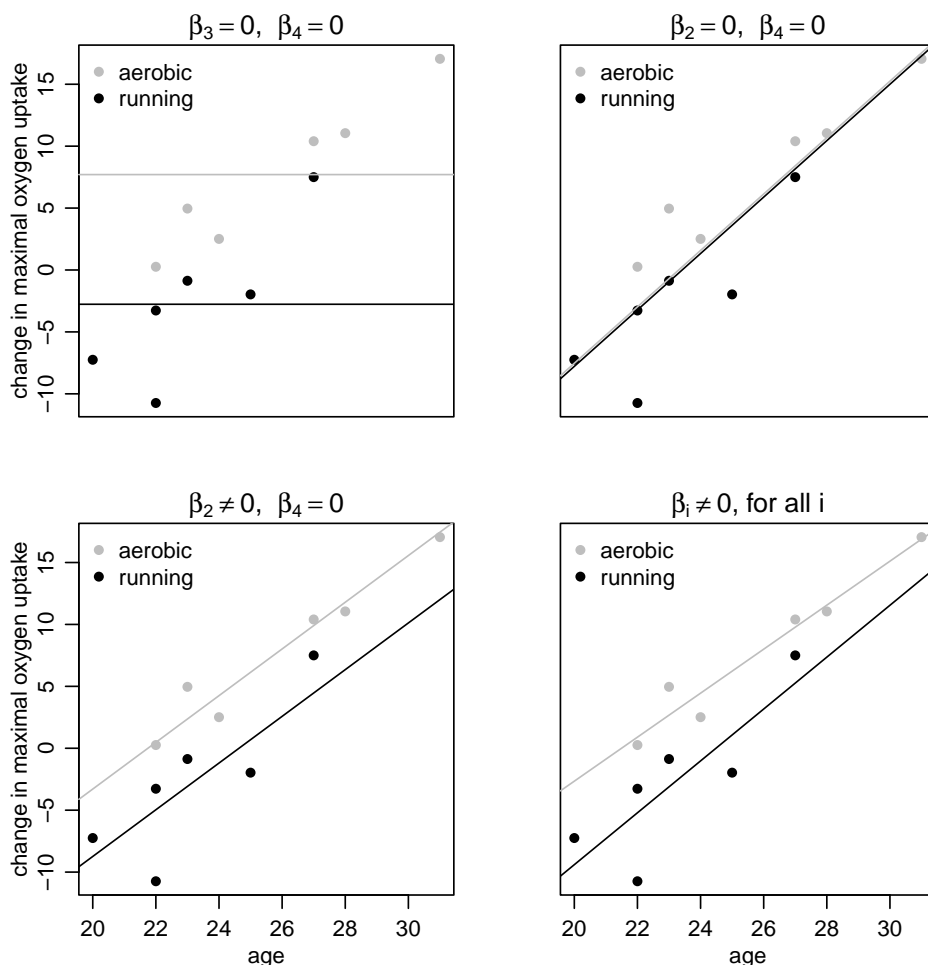 β₃ = 0, β₄ = 0
aerobic
running
change in maximal oxygen uptake
−10 −5 0 5 10 15
β₂ = 0, β₄ = 0
aerobic
running
β₂ ≠ 0, β₄ = 0
aerobic
running
change in maximal oxygen uptake
−10 −5 0 5 10 15
20 22 24 26 28 30
age
βᵢ ≠ 0, for all i
aerobic
running
20 22 24 26 28 30
age